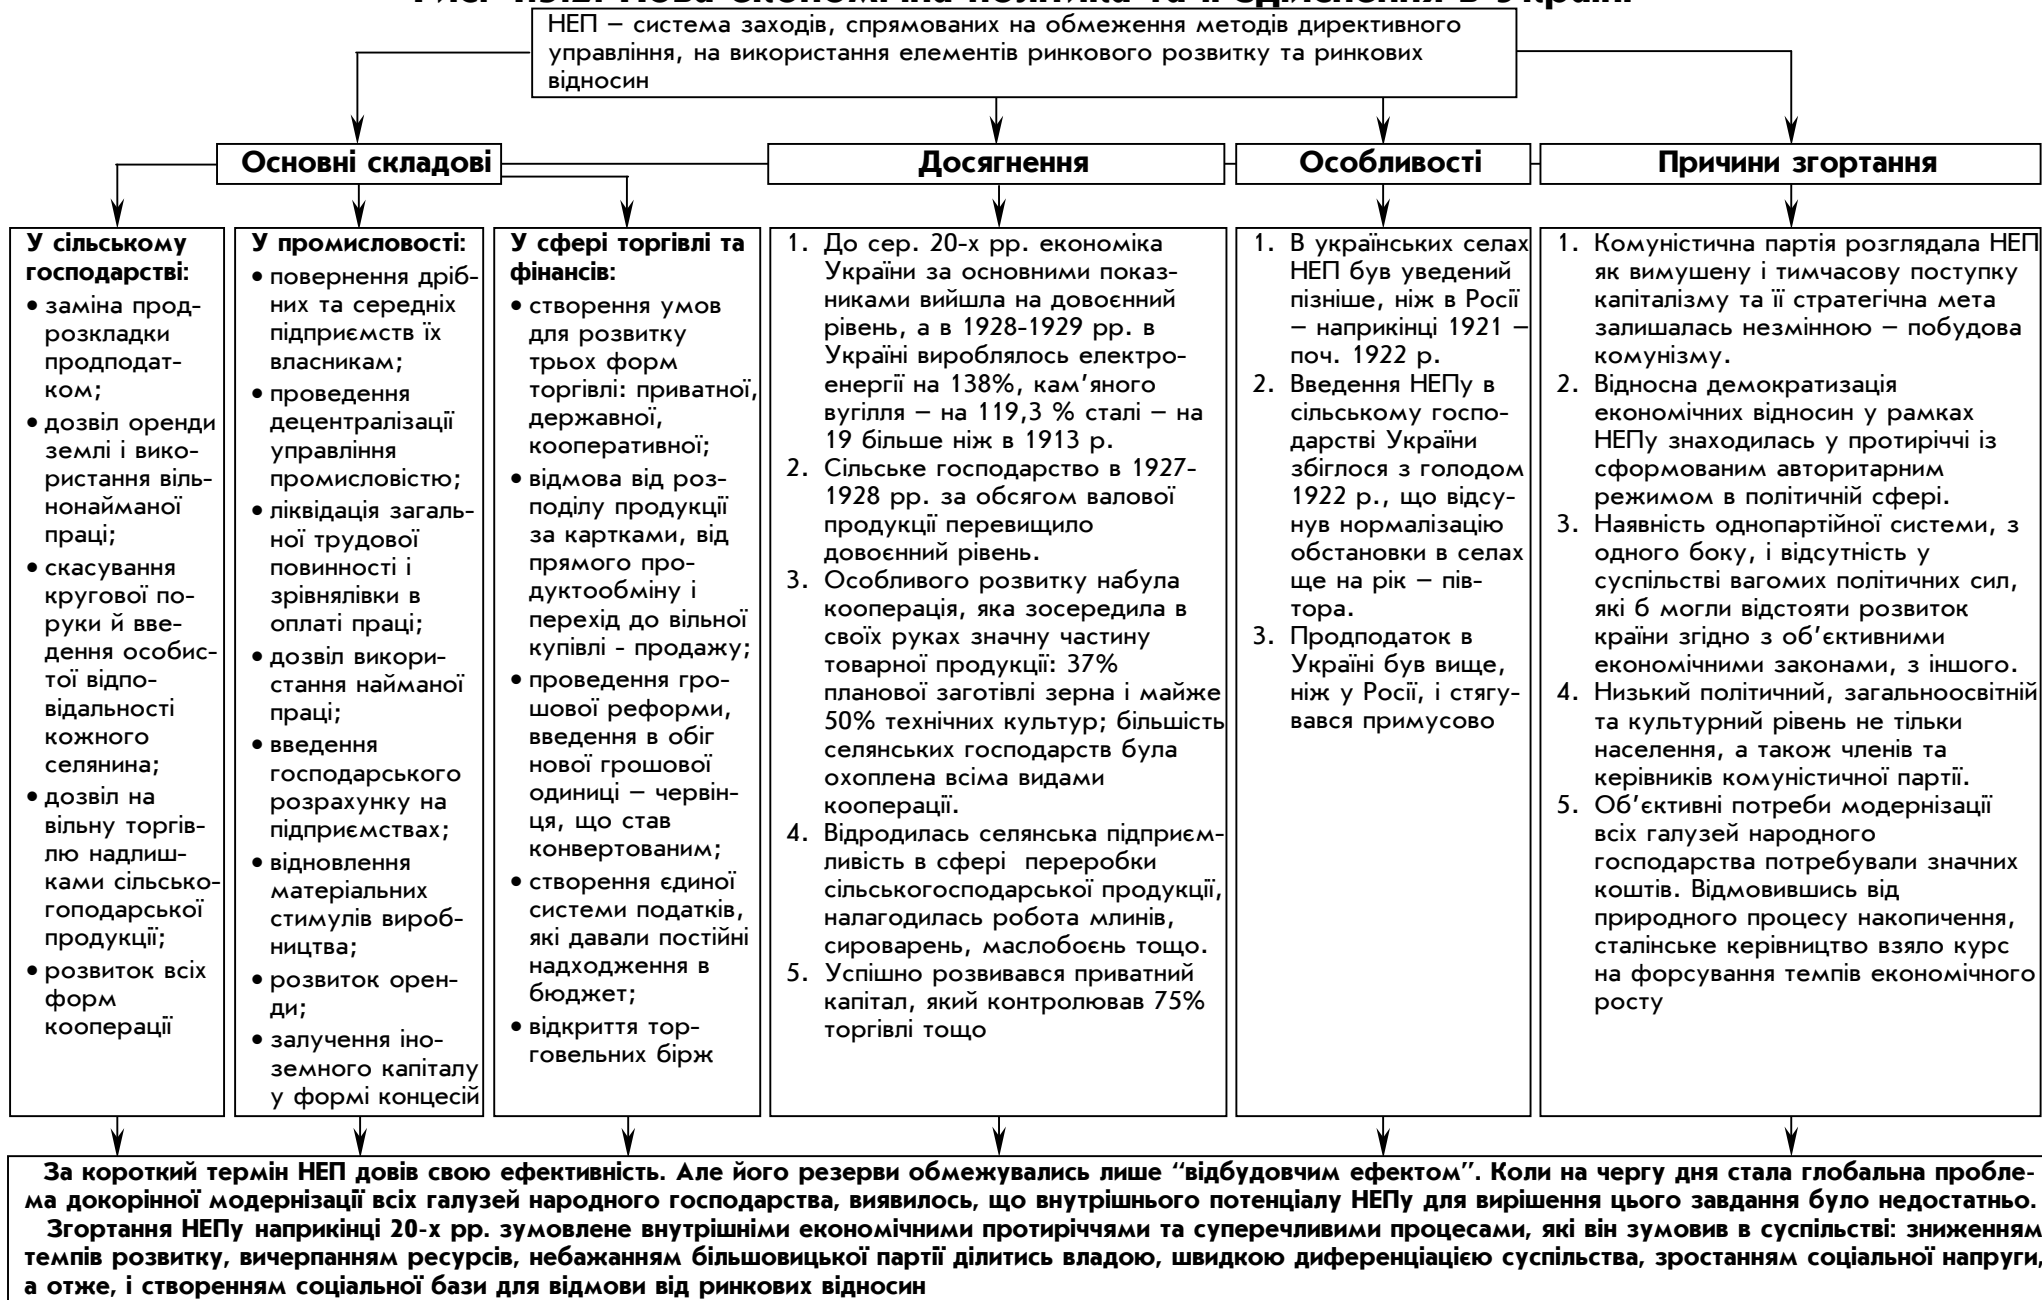 НЕП – система заходів, спрямованих на обмеження методів директивного
управління, на використання елементів ринкового розвитку та ринкових
відносин
Основні складові
Досягнення
Особливості
Причини згортання
У сільському
господарстві:
• заміна прод-
розкладки
продподат-
ком;
• дозвіл оренди
землі і вико-
ристання віль-
нонайманої
праці;
• скасування
кругової по-
руки й вве-
дення особис-
тої відпо-
відальності
кожного
селянина;
• дозвіл на
вільну торгів-
лю надлиш-
ками сільсько-
гоподарської
продукції;
• розвиток всіх
форм
кооперації
У промисловості:
• повернення дріб-
них та середніх
підприємств їх
власникам;
• проведення
децентралізації
управління
промисловістю;
• ліквідація загаль-
ної трудової
повинності і
зрівнялівки в
оплаті праці;
• дозвіл викори-
стання найманої
праці;
• введення
господарського
розрахунку на
підприємствах;
• відновлення
матеріальних
стимулів вироб-
ництва;
• розвиток орен-
ди;
• залучення іно-
земного капіталу
у формі концесій
У сфері торгівлі та
фінансів:
• створення умов
для розвитку
трьох форм
торгівлі: приватної,
державної,
кооперативної;
• відмова від роз-
поділу продукції
за картками, від
прямого про-
дуктообміну і
перехід до вільної
купівлі - продажу;
• проведення гро-
шової реформи,
введення в обіг
нової грошової
одиниці – червін-
ця, що став
конвертованим;
• створення єдиної
системи податків,
які давали постійні
надходження в
бюджет;
• відкриття тор-
говельних бірж
1. До сер. 20-х рр. економіка
України за основними показ-
никами вийшла на довоєнний
рівень, а в 1928-1929 рр. в
Україні вироблялось електро-
енергії на 138%, кам’яного
вугілля – на 119,3 % сталі – на
19 більше ніж в 1913 р.
2. Сільське господарство в 1927-
1928 рр. за обсягом валової
продукції перевищило
довоєнний рівень.
3. Особливого розвитку набула
кооперація, яка зосередила в
своїх руках значну частину
товарної продукції: 37%
планової заготівлі зерна і майже
50% технічних культур; більшість
селянських господарств була
охоплена всіма видами
кооперації.
4. Відродилась селянська підприєм-
ливість в сфері переробки
сільськогосподарської продукції,
налагодилась робота млинів,
сироварень, маслобоєнь тощо.
5. Успішно розвивався приватний
капітал, який контролював 75%
торгівлі тощо
1. В українських селах
НЕП був уведений
пізніше, ніж в Росії
– наприкінці 1921 –
поч. 1922 р.
2. Введення НЕПу в
сільському госпо-
дарстві України
збіглося з голодом
1922 р., що відсу-
нув нормалізацію
обстановки в селах
ще на рік – пів-
тора.
3. Продподаток в
Україні був вище,
ніж у Росії, і стягу-
вався примусово
1. Комуністична партія розглядала НЕП
як вимушену і тимчасову поступку
капіталізму та її стратегічна мета
залишалась незмінною – побудова
комунізму.
2. Відносна демократизація
економічних відносин у рамках
НЕПу знаходилась у протиріччі із
сформованим авторитарним
режимом в політичній сфері.
3. Наявність однопартійної системи, з
одного боку, і відсутність у
суспільстві вагомих політичних сил,
які б могли відстояти розвиток
країни згідно з об’єктивними
економічними законами, з іншого.
4. Низький політичний, загальноосвітній
та культурний рівень не тільки
населення, а також членів та
керівників комуністичної партії.
5. Об’єктивні потреби модернізації
всіх галузей народного
господарства потребували значних
коштів. Відмовившись від
природного процесу накопичення,
сталінське керівництво взяло курс
на форсування темпів економічного
росту
За короткий термін НЕП довів свою ефективність. Але його резерви обмежувались лише “відбудовчим ефектом”. Коли на чергу дня стала глобальна пробле-
ма докорінної модернізації всіх галузей народного господарства, виявилось, що внутрішнього потенціалу НЕПу для вирішення цього завдання було недостатньо.
Згортання НЕПу наприкінці 20-х рр. зумовлене внутрішніми економічними протиріччями та суперечливими процесами, які він зумовив в суспільстві: зниженням
темпів розвитку, вичерпанням ресурсів, небажанням більшовицької партії ділитись владою, швидкою диференціацією суспільства, зростанням соціальної напруги,
а отже, і створенням соціальної бази для відмови від ринкових відносин